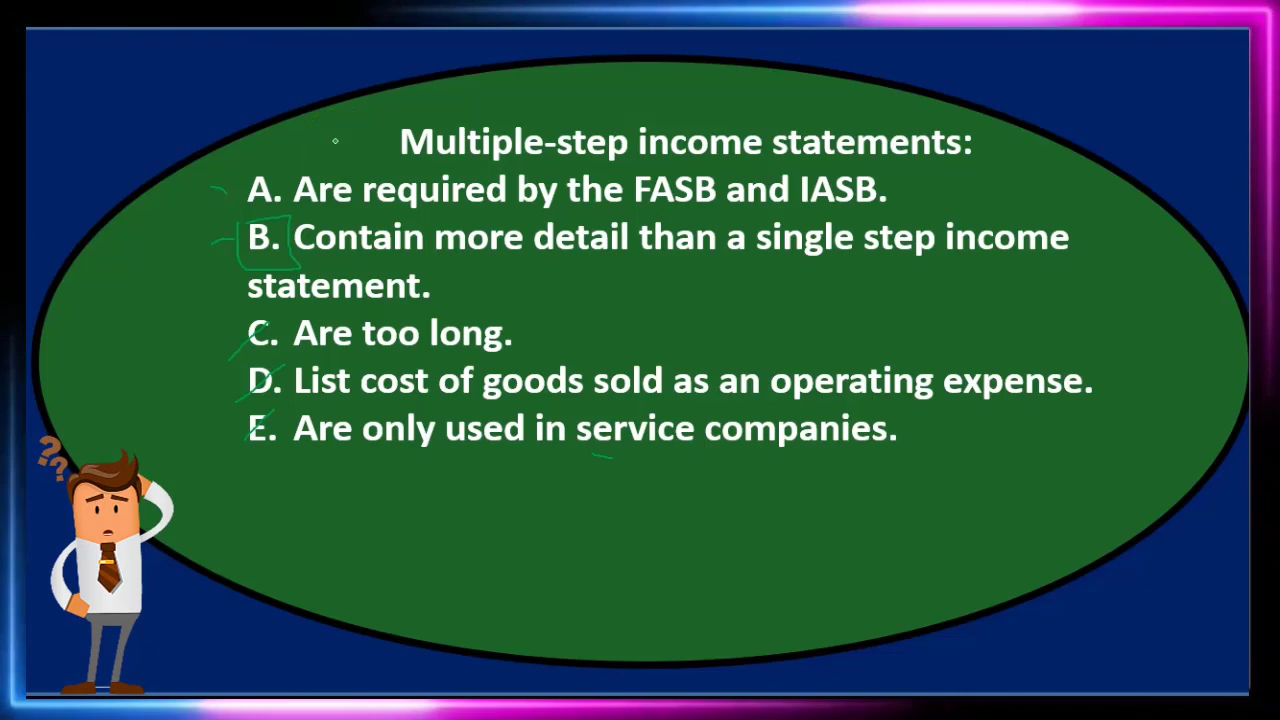 Multiple-step income statements:
A. Are required by the FASB and IASB.
B. Contain more detail than a single step income
statement.
C. Are too long.
D. List cost of goods sold as an operating expense.
E. Are only used in service companies.
??